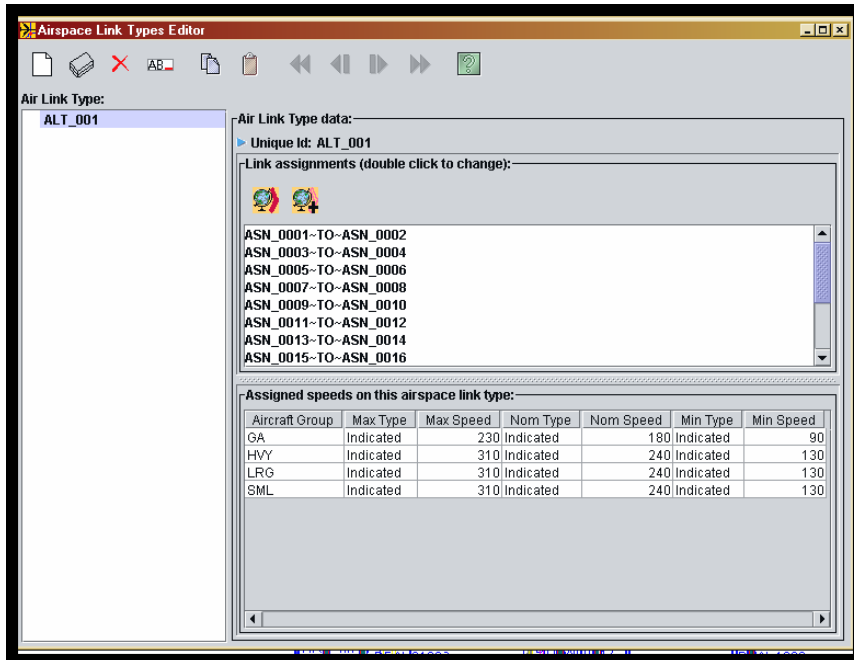 Airspace Link Types Editor
AB
Air Link Type:
ALT_001
Air Link Type data:
Unique Id: ALT_001
Link assignments (double click to change):
ASN_0001~TO~ASN_0002
ASN_0003~TO~ASN_0004
ASN_0005~TO~ASN_0006
ASN_0007~TO~ASN_0008
ASN_0009~TO~ASN_0010
ASN_0011~TO~ASN_0012
ASN_0013~TO~ASN_0014
ASN_0015~TO~ASN_0016
Assigned speeds on this airspace link type:
Aircraft Group Max Type Max Speed Nom Type Nom Speed Min Type Min Speed
GA Indicated 230 Indicated 180 Indicated 90
HVY Indicated 310 Indicated 240 Indicated 130
LRG Indicated 310 Indicated 240 Indicated 130
SML Indicated 310 Indicated 240 Indicated 130